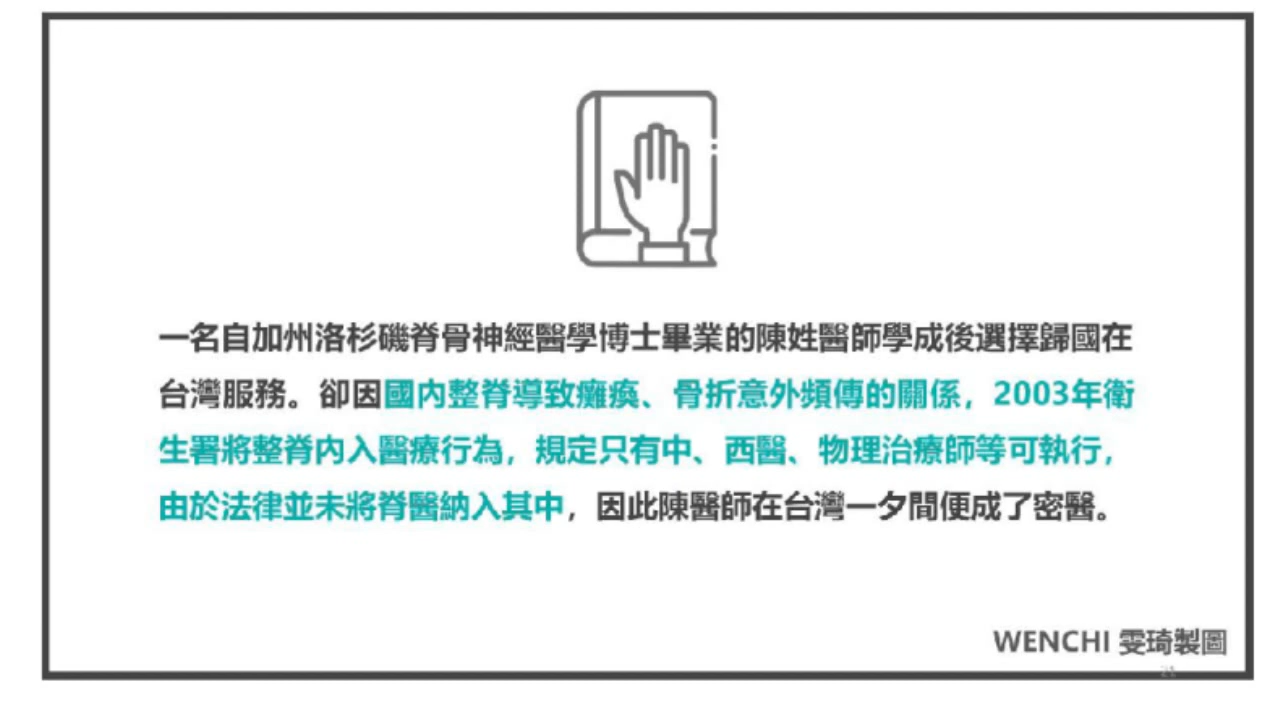 一名自加州洛杉磯脊骨神經醫學博士畢業的陳姓醫師學成後選擇歸國在
台灣服務。卻因國內整脊導致癱瘓、骨折意外頻傳的關係，2003年衛
生署將整脊內入醫療行為，規定只有中、西醫、物理治療師等可執行，
由於法律並未將脊醫納入其中，因此陳醫師在台灣一夕間便成了密醫。
WENCHI 雯琦製圖
21